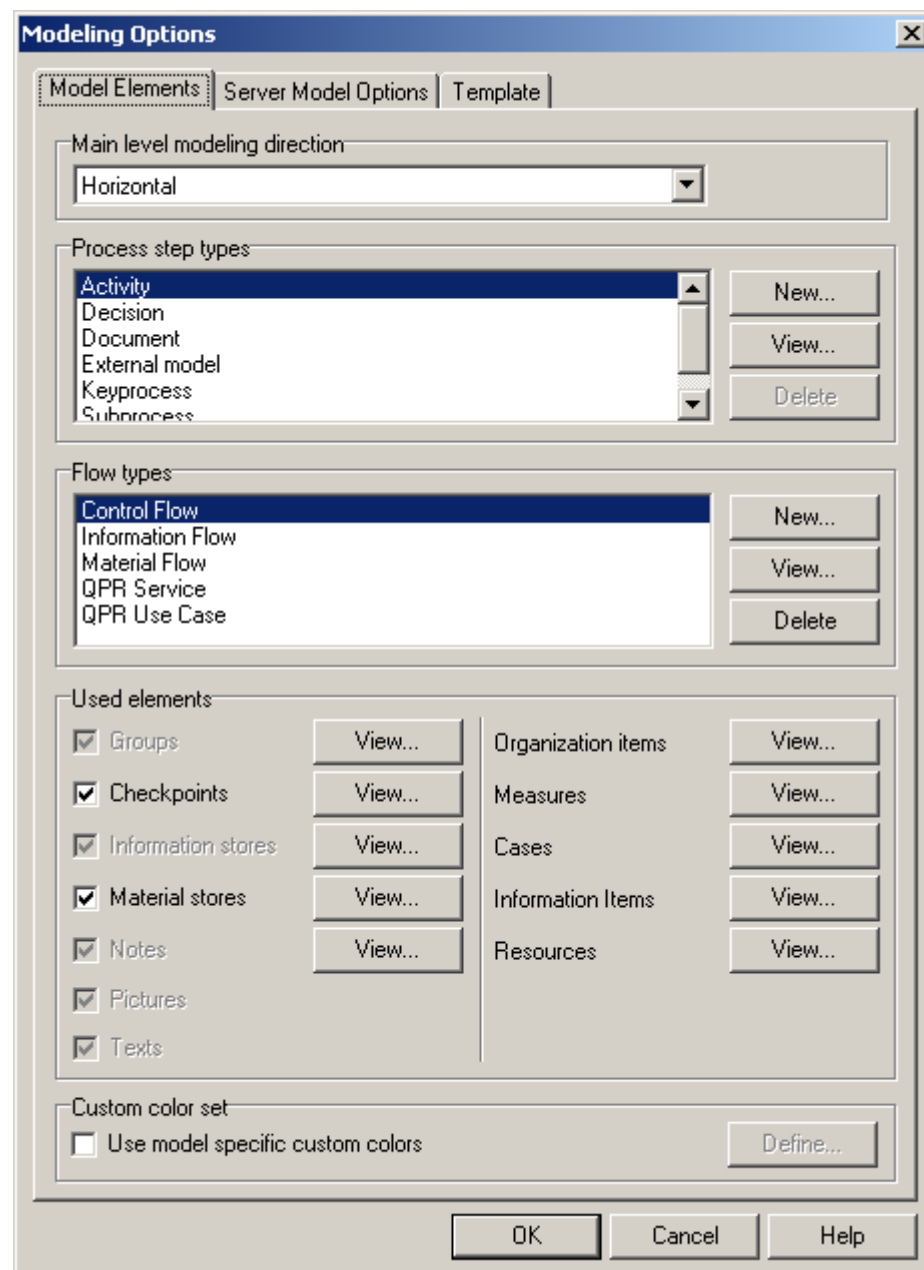 Modeling Options
Model Elements Server Model Options Template
Main level modeling direction
Horizontal
Process step types
Activity
Decision
Document
External model
Keyprocess
Subprocess
New...
View...
Delete
Flow types
Control Flow
Information Flow
Material Flow
QPR Service
QPR Use Case
New...
View...
Delete
Used elements
Groups View... Organization items View...
Checkpoints View... Measures View...
Information stores View... Cases View...
Material stores View... Information Items View...
Notes View... Resources View...
Pictures
Texts
Custom color set
Use model specific custom colors Define...
OK Cancel Help